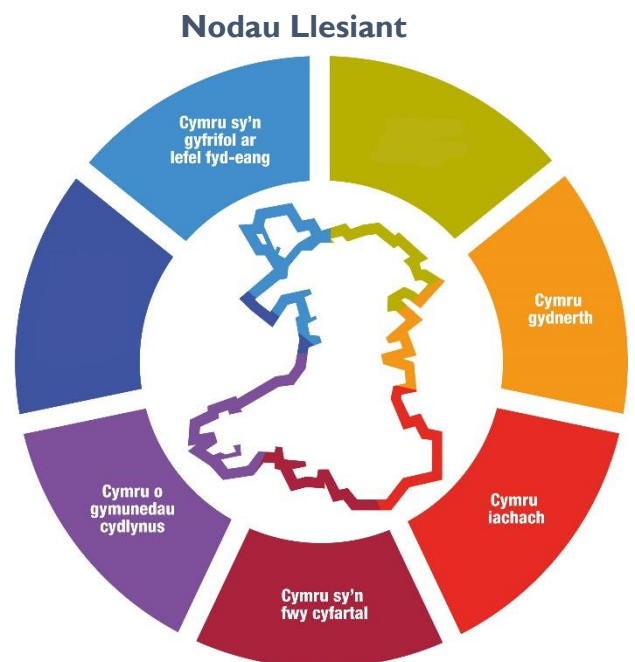 Nodau Llesiant
Cymru sy'n
gyfrifol ar
lefel fyd-eang
Cymru
gydnerth
Cymru
iachach
Cymru sy'n
fwy cyfartal
Cymru o
gymunedau
cydlynus